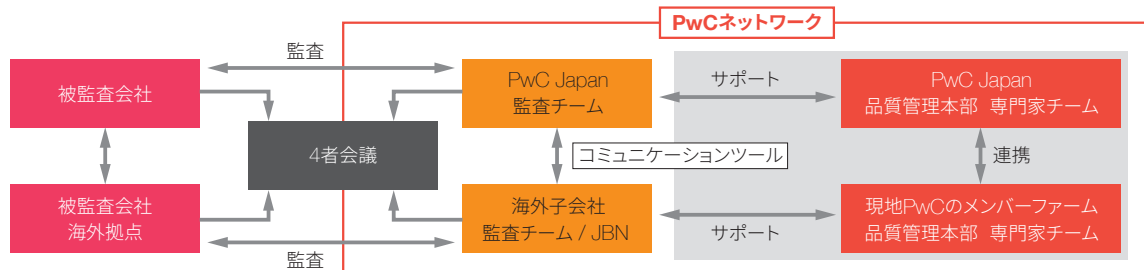 PwCネットワーク
監査
被監査会社
PwC Japan
監査チーム
サポート
PwC Japan
品質管理本部 専門家チーム
4者会議
コミュニケーションツール
連携
被監査会社
海外拠点
海外子会社
監査チーム / JBN
サポート
現地PwCのメンバーファーム
品質管理本部 専門家チーム
監査